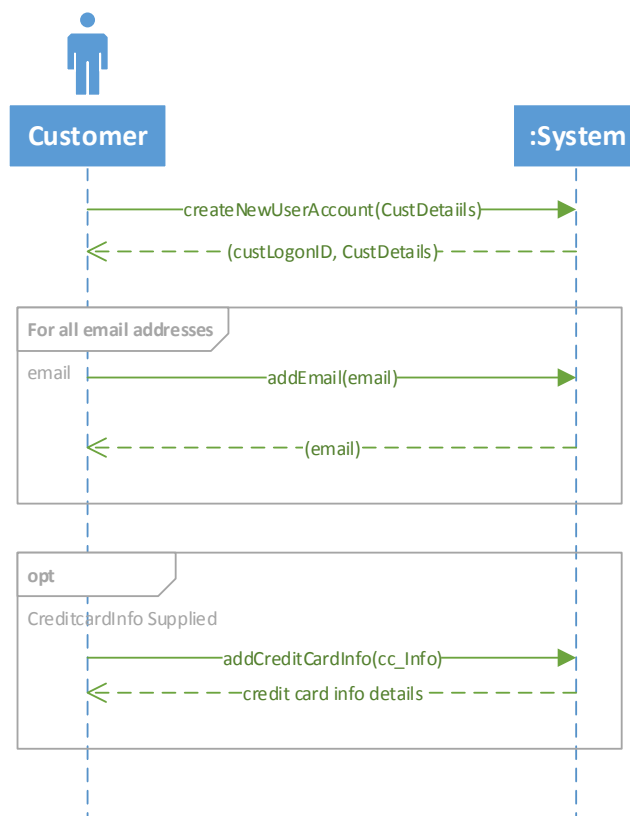 Customer
:System
createNewUserAccount(CustDetaiils)
(custLogonID, CustDetails)
For all email addresses
email
addEmail(email)
(email)
opt
CreditcardInfo Supplied
addCreditCardInfo(cc_Info)
credit card info details